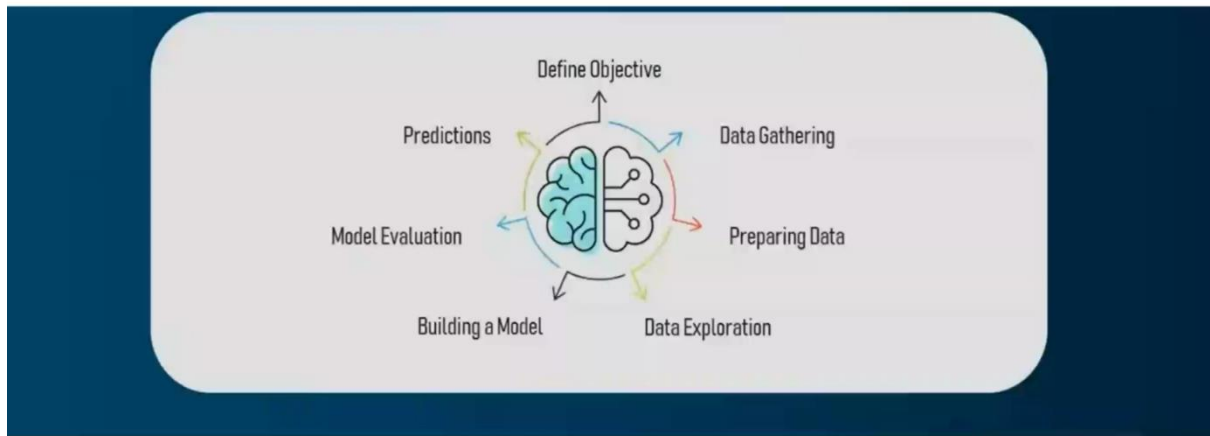 Define Objective
Data Gathering
Preparing Data
Data Exploration
Building a Model
Model Evaluation
Predictions